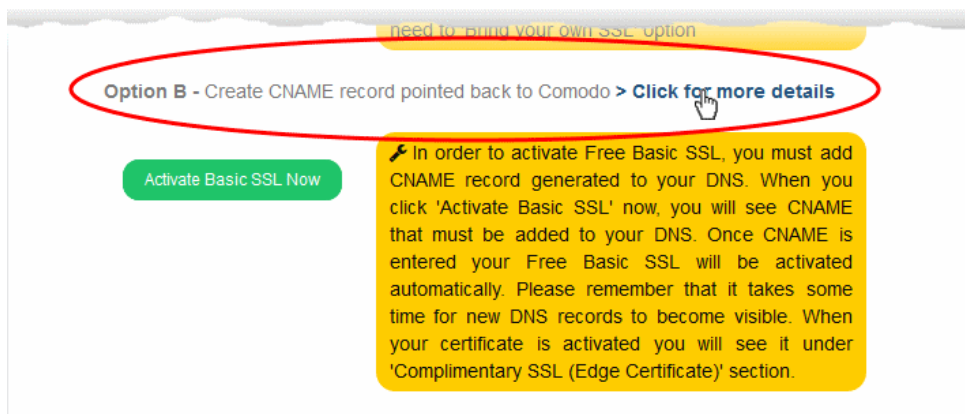 need to 'Bring your own SSL' option
Option B - Create CNAME record pointed back to Comodo > Click for more details
In order to activate Free Basic SSL, you must add
Activate Basic SSL Now
CNAME record generated to your DNS. When you
click 'Activate Basic SSL' now, you will see CNAME
that must be added to your DNS. Once CNAME is
entered your Free Basic SSL will be activated
automatically. Please remember that it takes some
time for new DNS records to become visible. When
your certificate is activated you will see it under
'Complimentary SSL (Edge Certificate)' section.